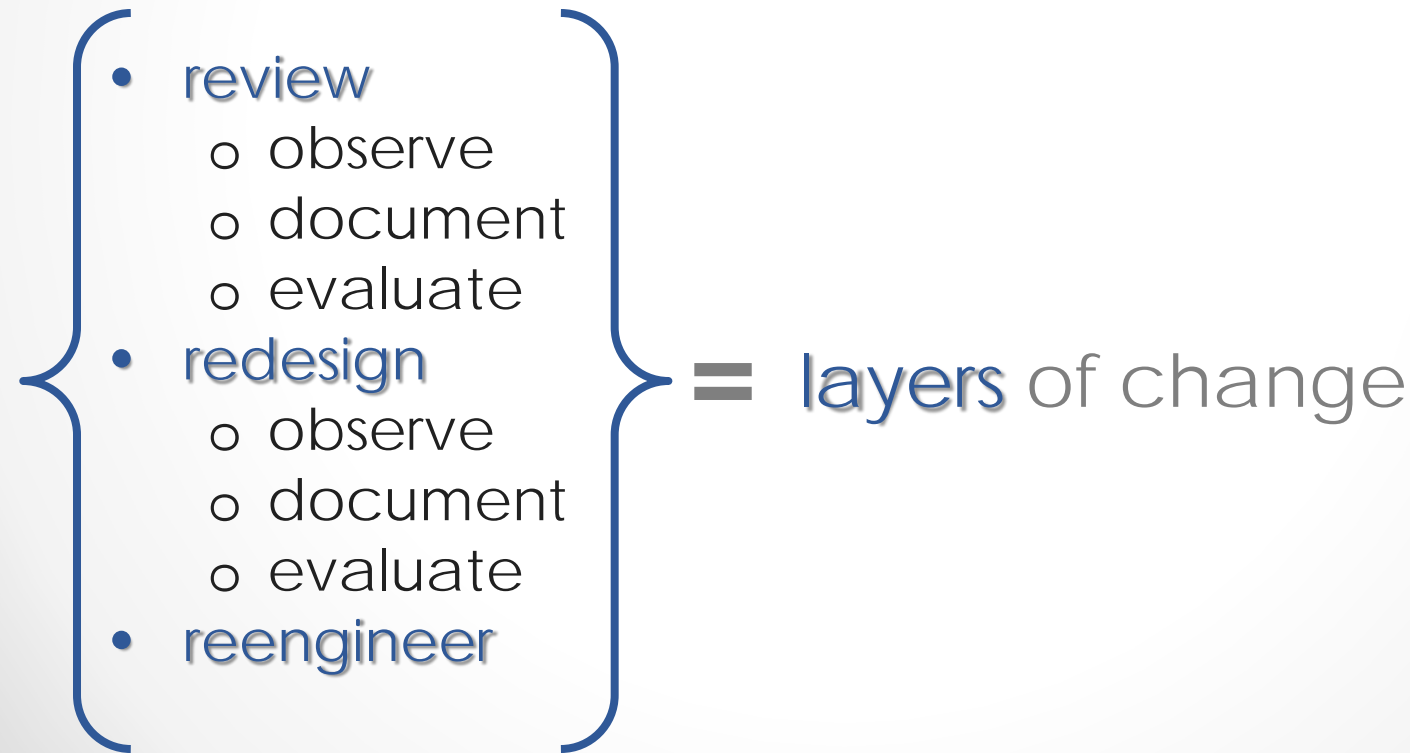 • review
o observe
o document
o evaluate
• redesign
o observe
o document
o evaluate
• reengineer
= layers of change